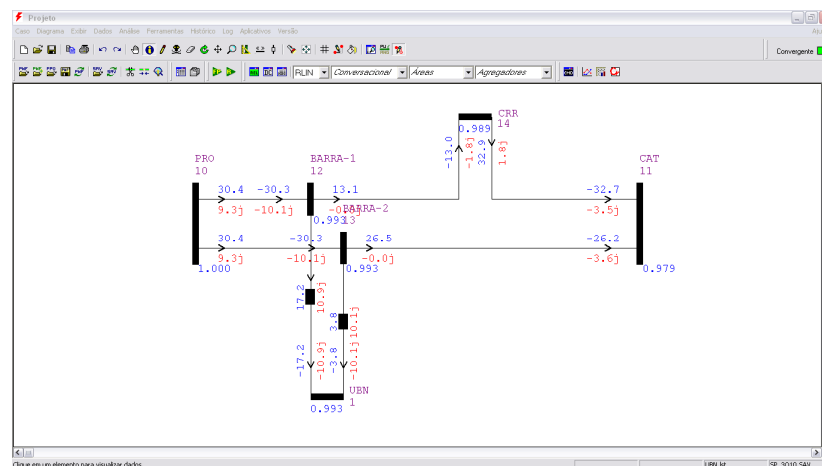 Projeto
Caso Diagrama Exibir Dados Análise Ferramentas Histórico Log Aplicativos Versão
Convergente
RLIN Conversacional Áreas Agregadores
CRR
14
0.989
-13.0
-1.8j
32.9
1.8j
PRO
10
BARRA-1
12
CAT
11
30.4 -30.3 13.1 -32.7
9.3j -10.1j -3.5j
0.993
BARRA-2
13
30.4 -30.3 26.5 -26.2
9.3j -10.1j -0.0j -3.6j
1.000 0.993 0.979
17.2
10.9j
3.8
10.1j
-17.2
-10.9j
-3.8
-10.1j
UBN
1
0.993
Clique em um elemento para visualizar dados
UBN.lst
SP 3010.SAV